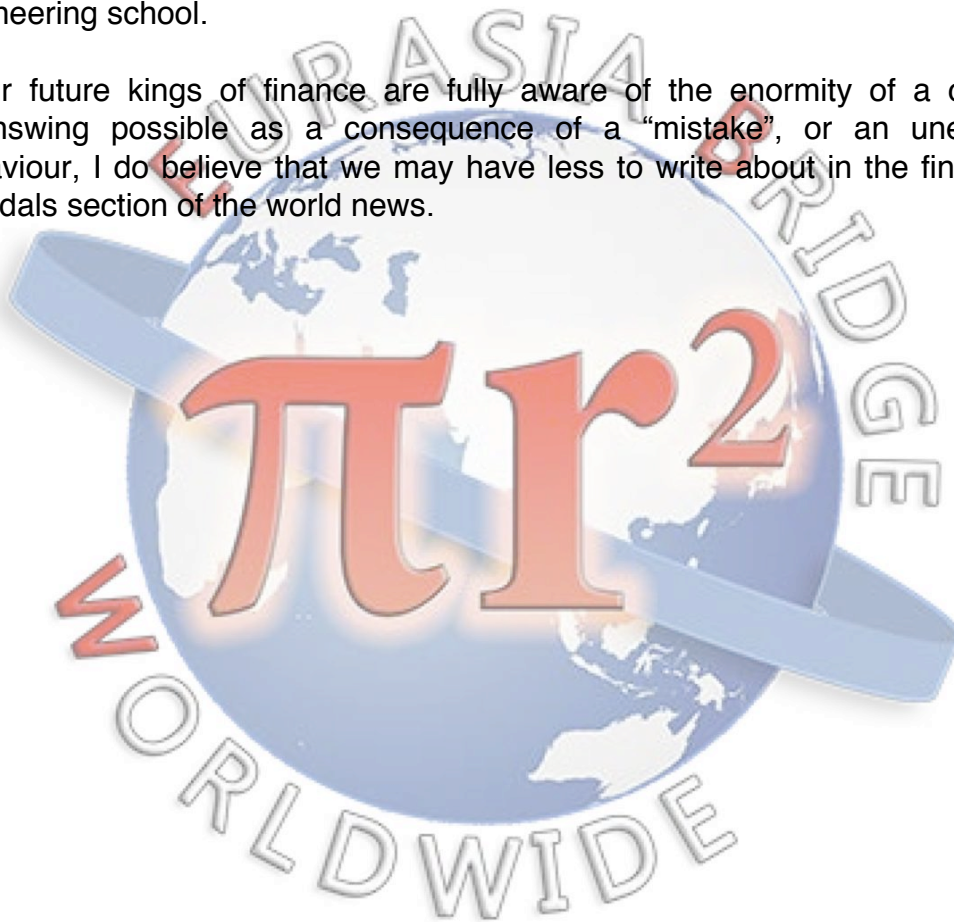 neering school.
r future kings of finance are fully aware of the enormity of a c
nswing possible as a consequence of a “mistake”, or an une
aviour, I do believe that we may have less to write about in the fin
dals section of the world news.
EURASIA BRIDGE
πr²
WORLDWIDE